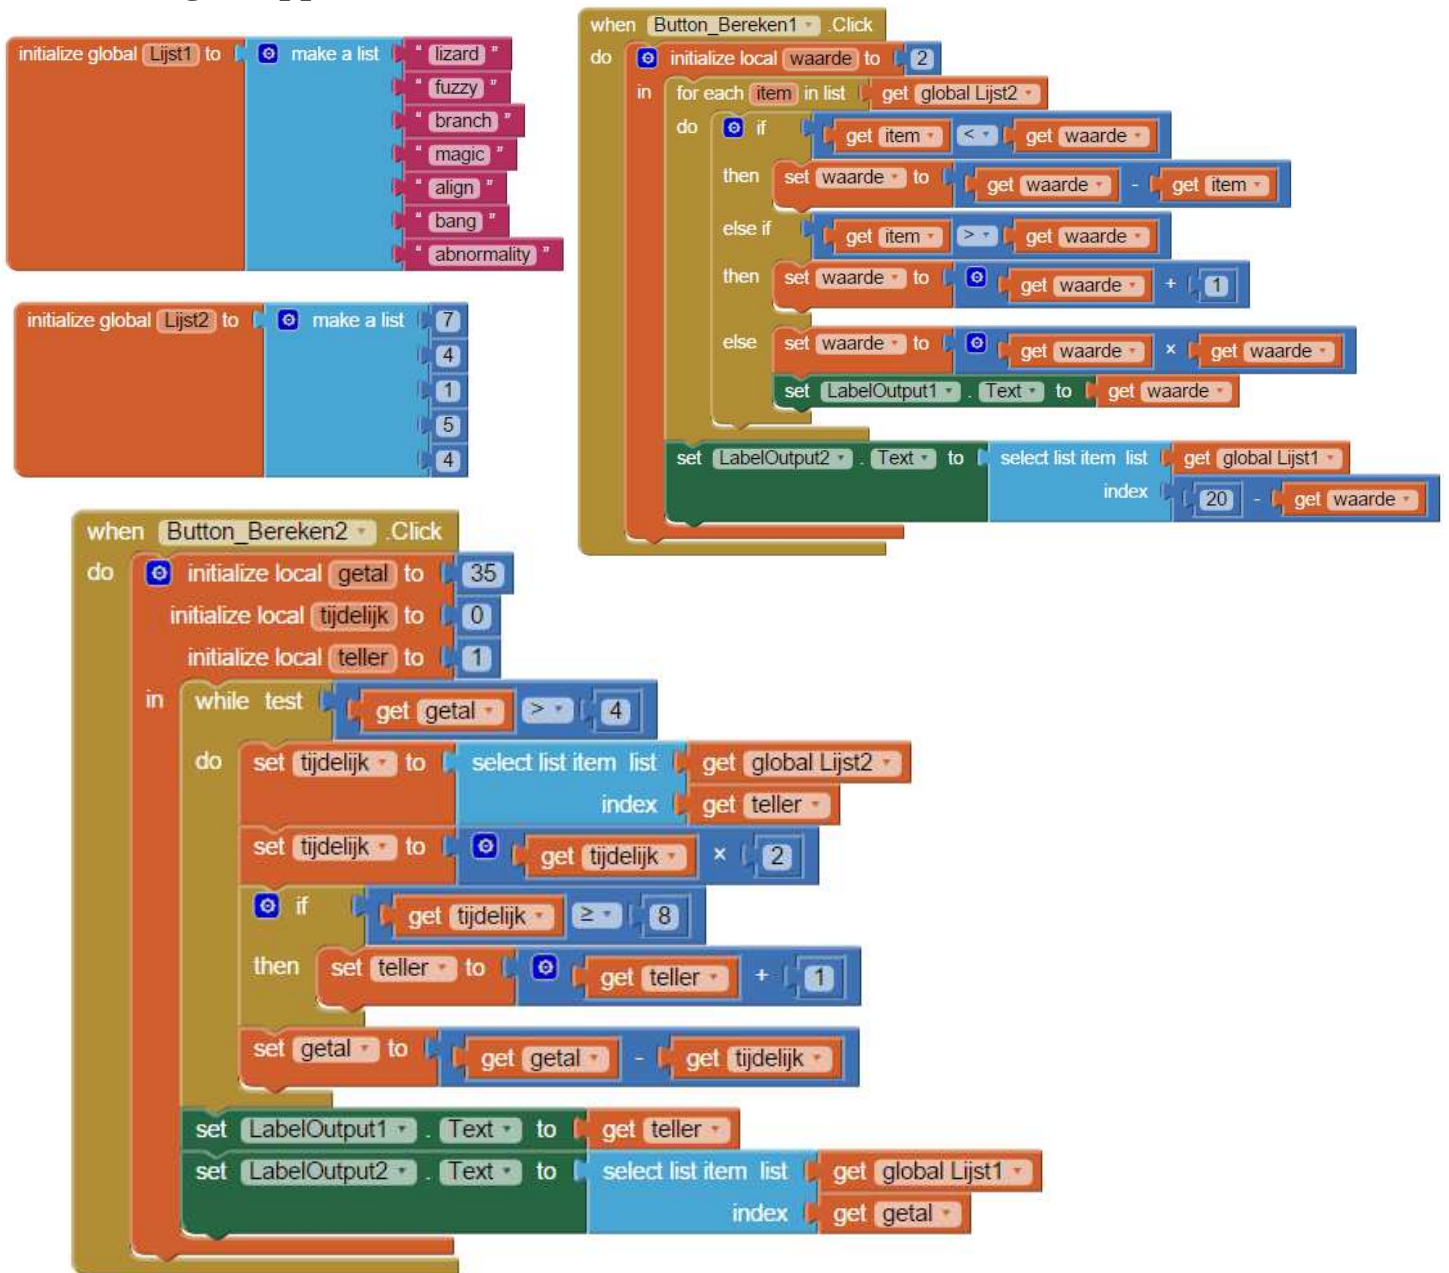 initialize global Lijst1 to make a list " lizard "
" fuzzy "
" branch "
" magic "
" align "
" bang "
" abnormality "
initialize global Lijst2 to make a list 7
4
1
5
4
when Button_Bereken1 .Click
do initialize local waarde to 2
in for each item in list get global Lijst2
do if get item < get waarde
then set waarde to get waarde - get item
else if get item > get waarde
then set waarde to get waarde + 1
else set waarde to get waarde × get waarde
set LabelOutput1 . Text to get waarde
set LabelOutput2 . Text to select list item list get global Lijst1
index 20 - get waarde
when Button_Bereken2 .Click
do initialize local getal to 35
initialize local tijdelijk to 0
initialize local teller to 1
in while test get getal > 4
do set tijdelijk to select list item list get global Lijst2
index get teller
set tijdelijk to get tijdelijk × 2
if get tijdelijk ≥ 8
then set teller to get teller + 1
set getal to get getal - get tijdelijk
set LabelOutput1 . Text to get teller
set LabelOutput2 . Text to select list item list get global Lijst1
index get getal